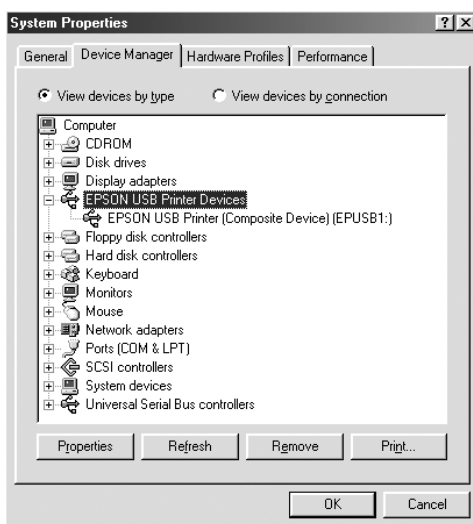 System Properties
General Device Manager Hardware Profiles Performance
View devices by type View devices by connection
Computer
CDROM
Disk drives
Display adapters
EPSON USB Printer Devices
EPSON USB Printer (Composite Device) (EPUSB1:)
Floppy disk controllers
Hard disk controllers
Keyboard
Monitors
Mouse
Network adapters
Ports (COM & LPT)
SCSI controllers
System devices
Universal Serial Bus controllers
Properties Refresh Remove Print...
OK Cancel